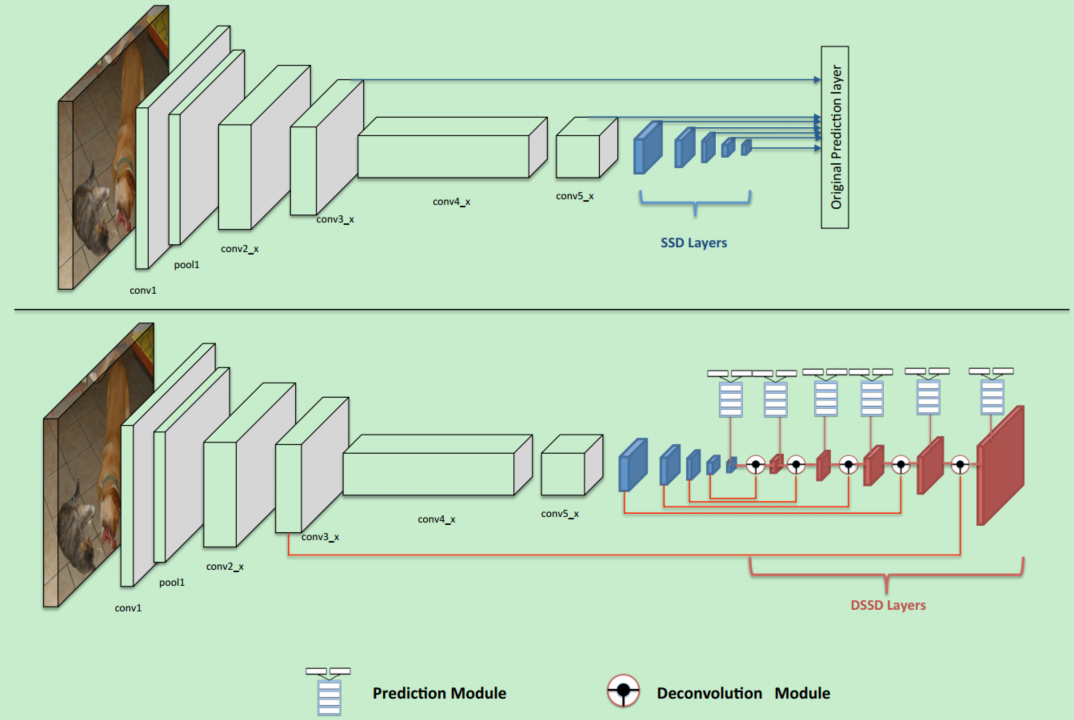 conv1
pool1
conv2_x
conv3_x
conv4_x
conv5_x
SSD Layers
Original Prediction layer
conv1
pool1
conv2_x
conv3_x
conv4_x
conv5_x
DSSD Layers
Prediction Module
Deconvolution Module